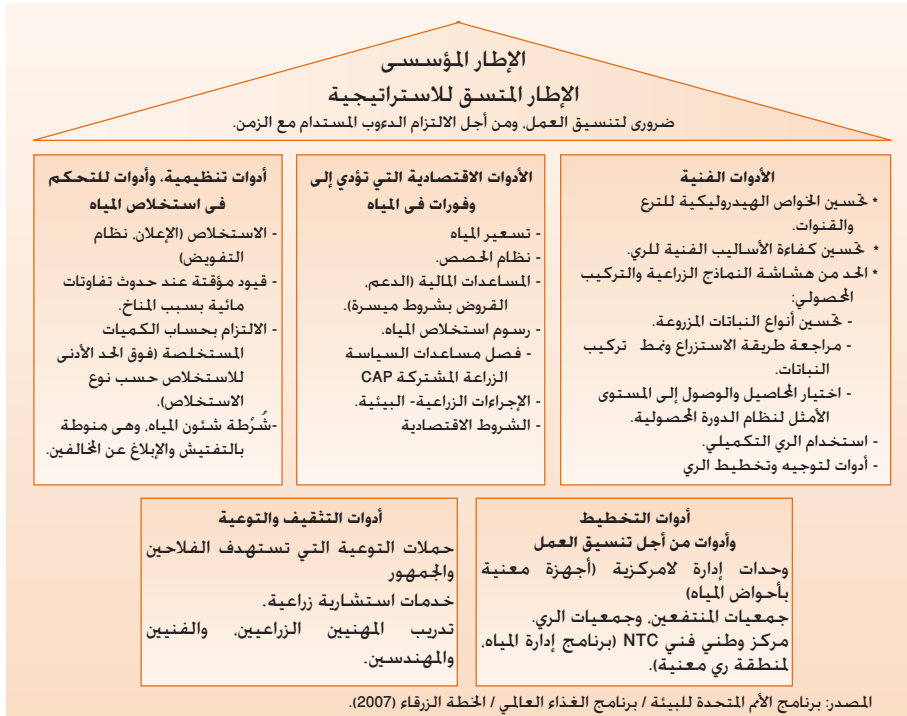 الإطار المؤسسى
الإطار المتسق للاستراتيجية
ضرورى لتنسيق العمل، ومن أجل الالتزام الدءوب المستدام مع الزمن.
الأدوات الفنية
* تحسين الخواص الهيدروليكية للترع
والقنوات.
* تحسين كفاءة الأساليب الفنية للري.
* الحد من هشاشة النماذج الزراعية والتركيب
المحصولي:
- تحسين أنواع النباتات المزروعة.
- مراجعة طريقة الاستزراع ونمط تركيب
النباتات.
- اختيار المحاصيل والوصول إلى المستوى
الأمثل لنظام الدورة المحصولية.
- استخدام الري التكميلي.
- أدوات لتوجيه وتخطيط الري
الأدوات الاقتصادية التي تؤدي إلى
وفورات فى المياه
- تسعير المياه
- نظام الحصص.
- المساعدات المالية (الدعم،
القروض بشروط ميسرة).
- رسوم استخلاص المياه.
- فصل مساعدات السياسة
الزراعة المشتركة CAP
- الإجراءات الزراعية- البيئية.
- الشروط الاقتصادية
أدوات تنظيمية، وأدوات للتحكم
فى استخلاص المياه
- الاستخلاص (الإعلان، نظام
التفويض)
- قيود مؤقتة عند حدوث تفاوتات
مائية بسبب المناخ.
- الالتزام بحساب الكميات
المستخلصة (فوق الحد الأدنى
للاستخلاص حسب نوع
الاستخلاص).
-شُرُطة شئون المياه، وهى منوطة
بالتفتيش والإبلاغ عن المخالفين.
أدوات التخطيط
وأدوات من أجل تنسيق العمل
وحدات إدارة لامركزية (أجهزة معنية
بأحواض المياه)
جمعيات المنتفعين، وجمعيات الري.
مركز وطني فني NTC (برنامج إدارة المياه،
لمنطقة ري معنية).
أدوات التثقيف والتوعية
حملات التوعية التي تستهدف الفلاحين
والجمهور
خدمات استشارية زراعية.
تدريب المهنيين الزراعيين، والفنيين
والمهندسين.
المصدر: برنامج الأمم المتحدة للبيئة / برنامج الغذاء العالمي / الخطة الزرقاء (2007).